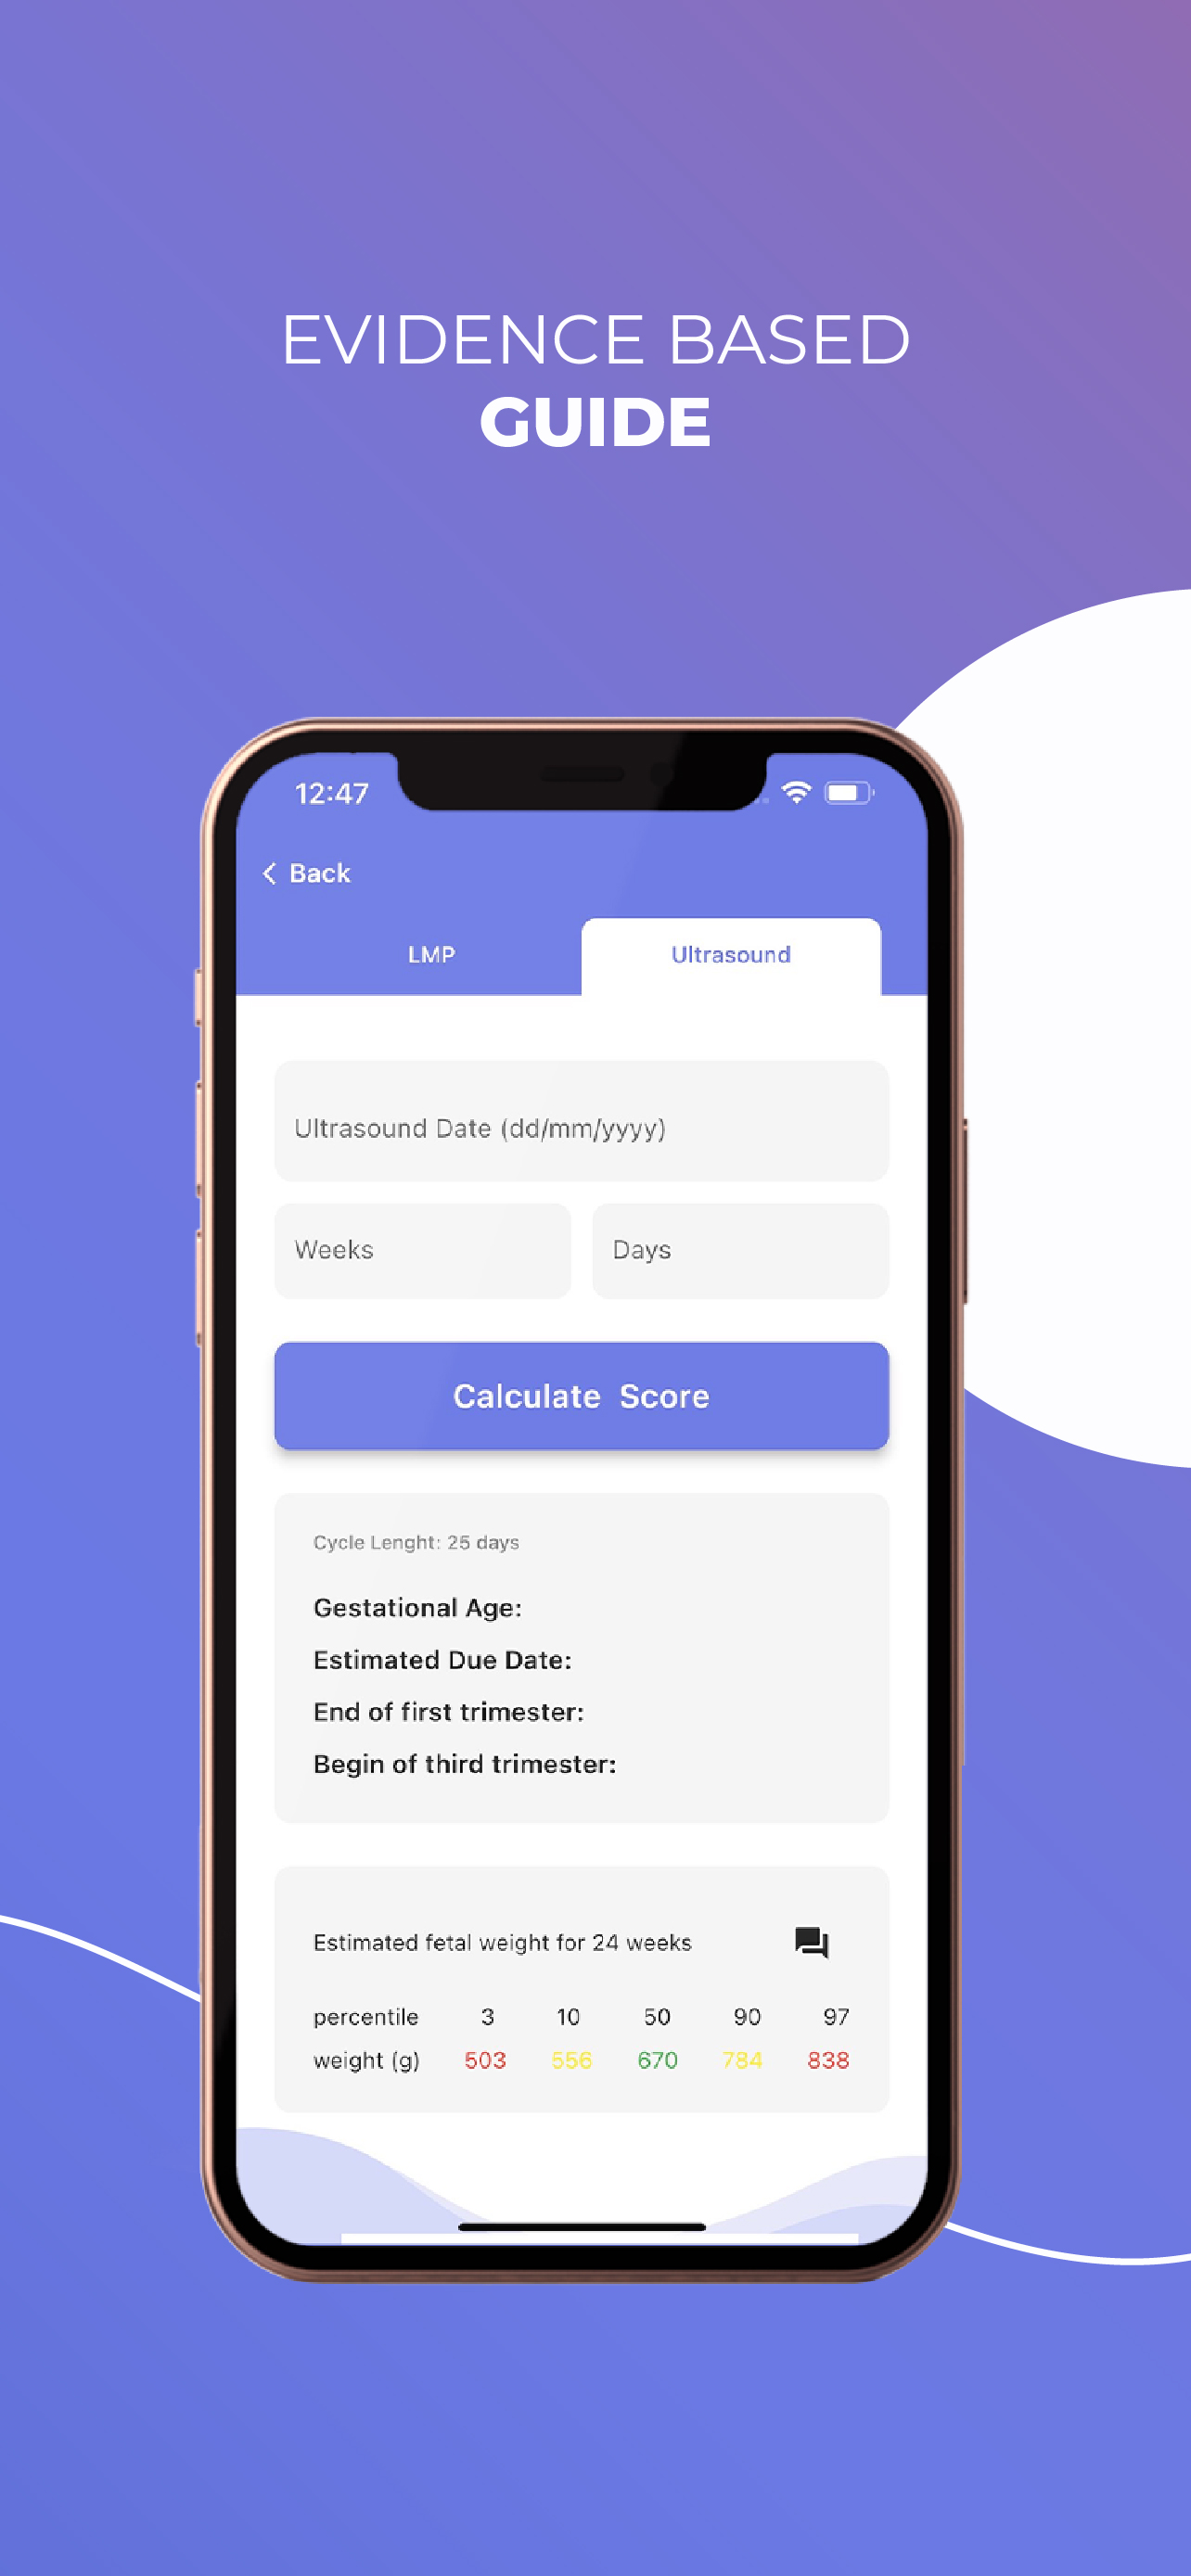 EVIDENCE BASED
GUIDE
12:47
Back
LMP Ultrasound
Ultrasound Date (dd/mm/yyyy)
Weeks Days
Calculate Score
Cycle Lenght: 25 days
Gestational Age:
Estimated Due Date:
End of first trimester:
Begin of third trimester:
Estimated fetal weight for 24 weeks
percentile 3 10 50 90 97
weight (g) 503 556 670 784 838